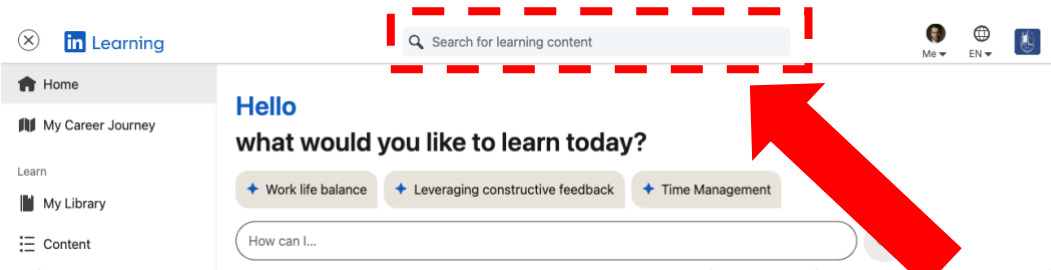 in Learning
Search for learning content
Me
EN
Home
My Career Journey
Learn
My Library
Content
Hello
what would you like to learn today?
Work life balance
Leveraging constructive feedback
Time Management
How can I...